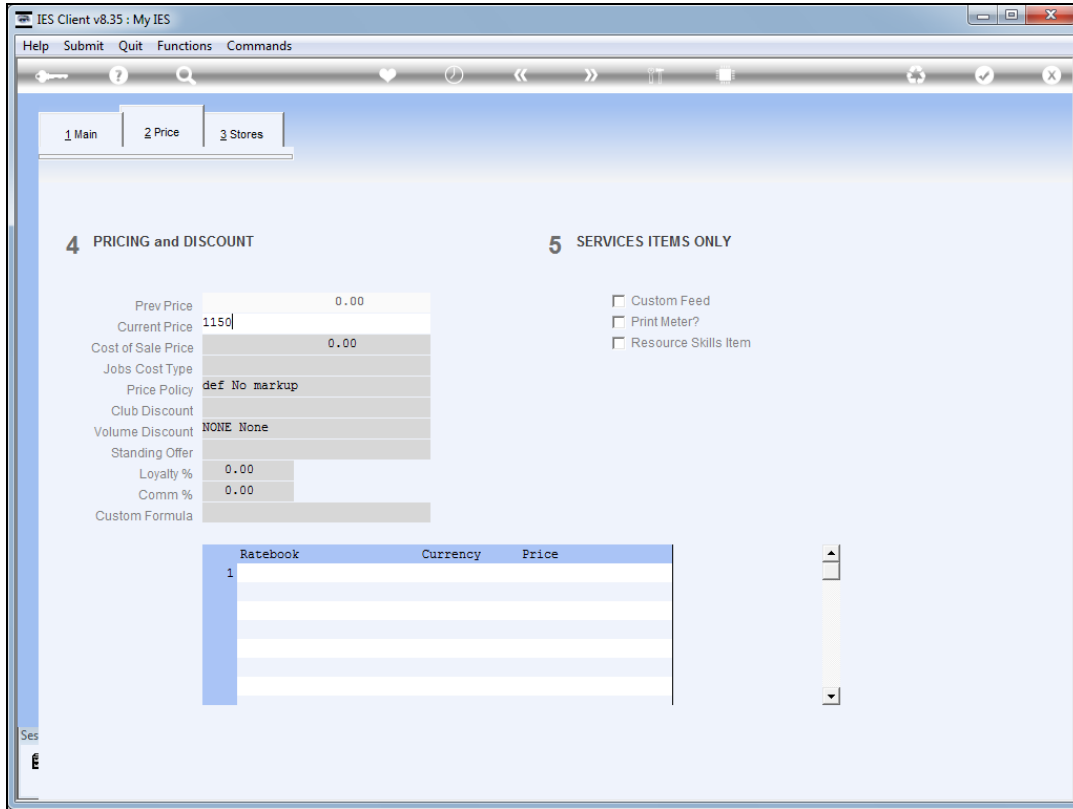 IES Client v8.35 : My IES
Help Submit Quit Functions Commands
1 Main 2 Price 3 Stores
4 PRICING and DISCOUNT
Prev Price 0.00
Current Price 1150
Cost of Sale Price 0.00
Jobs Cost Type
Price Policy def No markup
Club Discount
Volume Discount NONE None
Standing Offer
Loyalty % 0.00
Comm % 0.00
Custom Formula
5 SERVICES ITEMS ONLY
Custom Feed
Print Meter?
Resource Skills Item
Ratebook Currency Price
1
Ses